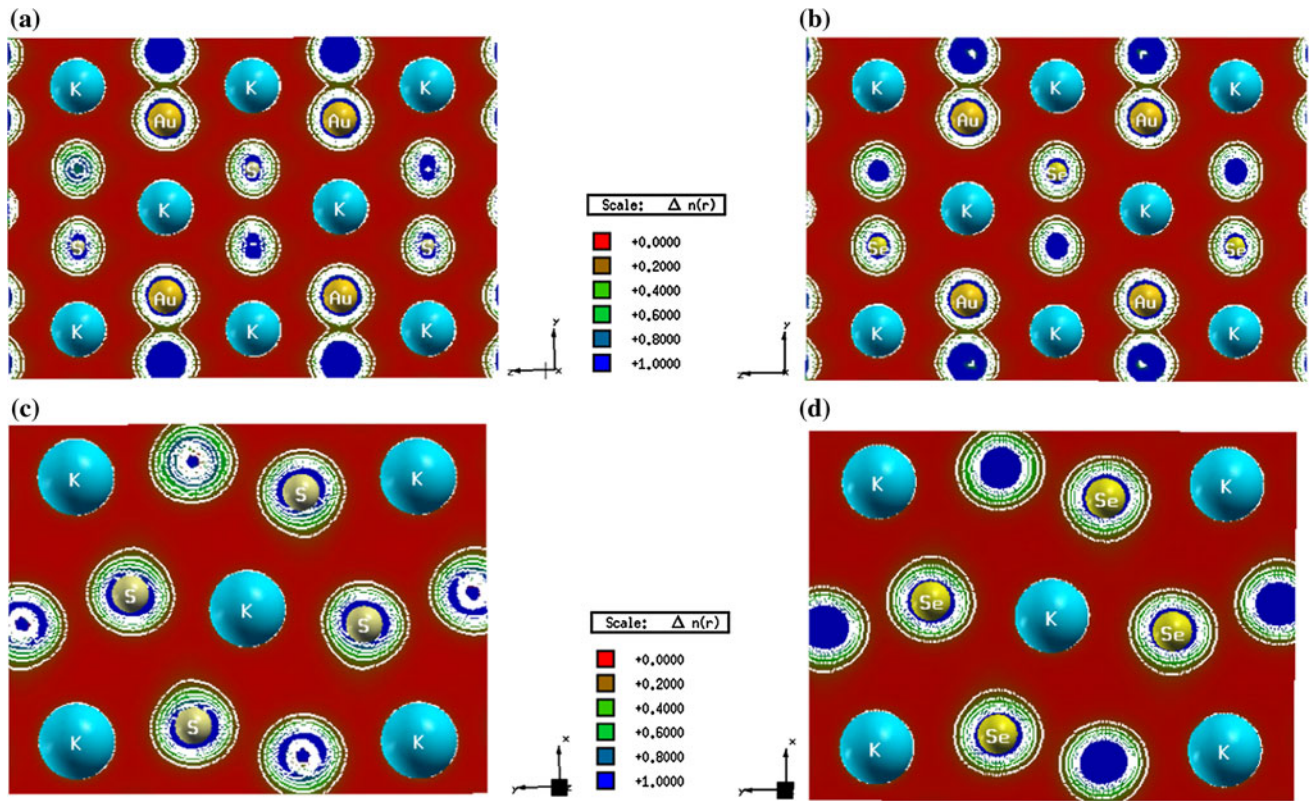 (a)
(b)
K K K
Au Au
S
K K
S S
Au Au
K K K
K K K
Au Au
Se
K K
Se Se
Au Au
K K K
Scale: Δ n(r)
+0.0000
+0.2000
+0.4000
+0.6000
+0.8000
+1.0000
y
z x
y
z x
(c)
(d)
K S K
S K S
K S K
K Se K
Se K Se
K Se K
Scale: Δ n(r)
+0.0000
+0.2000
+0.4000
+0.6000
+0.8000
+1.0000
x
y
x
y